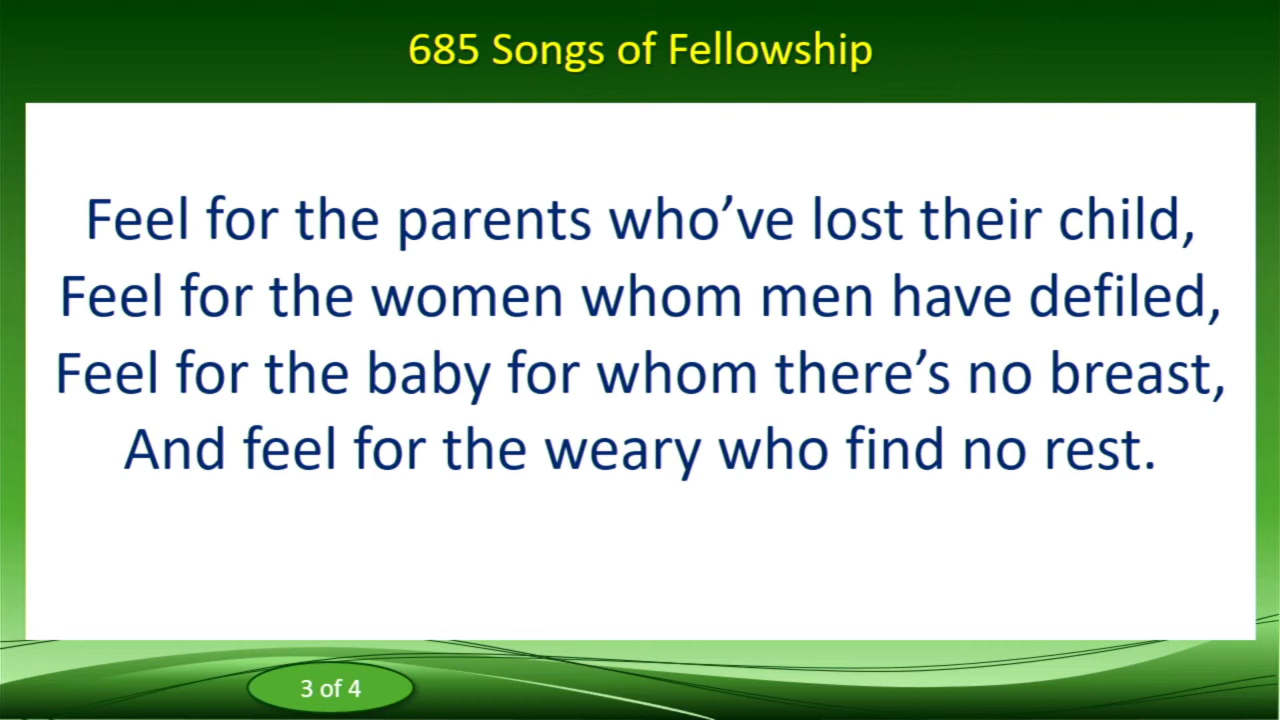 685 Songs of Fellowship
Feel for the parents who’ve lost their child,
Feel for the women whom men have defiled,
Feel for the baby for whom there’s no breast,
And feel for the weary who find no rest.
3 of 4